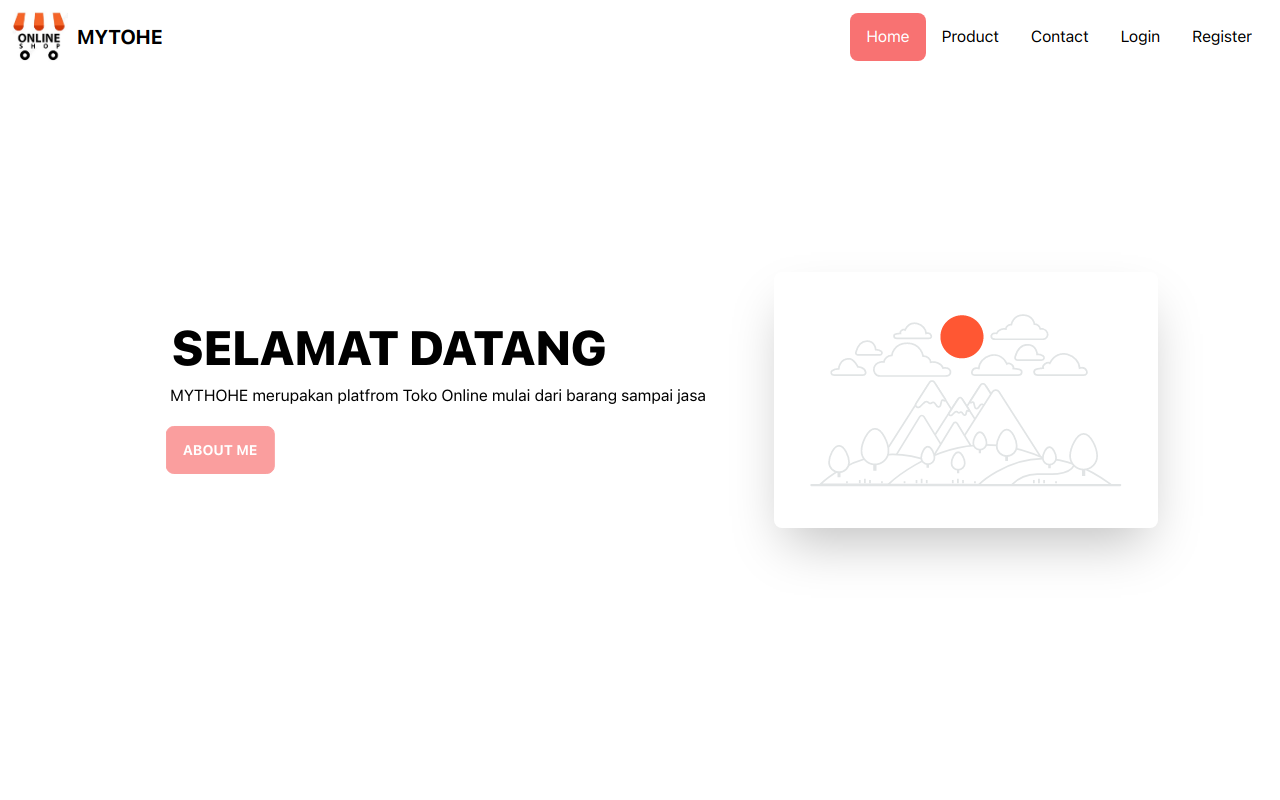 ONLINE
SHOP
MYTOHE
Home
Product
Contact
Login
Register
SELAMAT DATANG
MYTHOHE merupakan platfrom Toko Online mulai dari barang sampai jasa
ABOUT ME